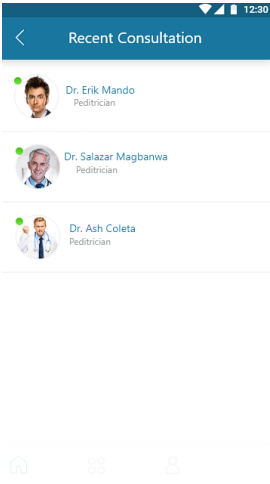 12:30
Recent Consultation
Dr. Erik Mando
Peditrician
Dr. Salazar Magbanwa
Peditrician
Dr. Ash Coleta
Peditrician